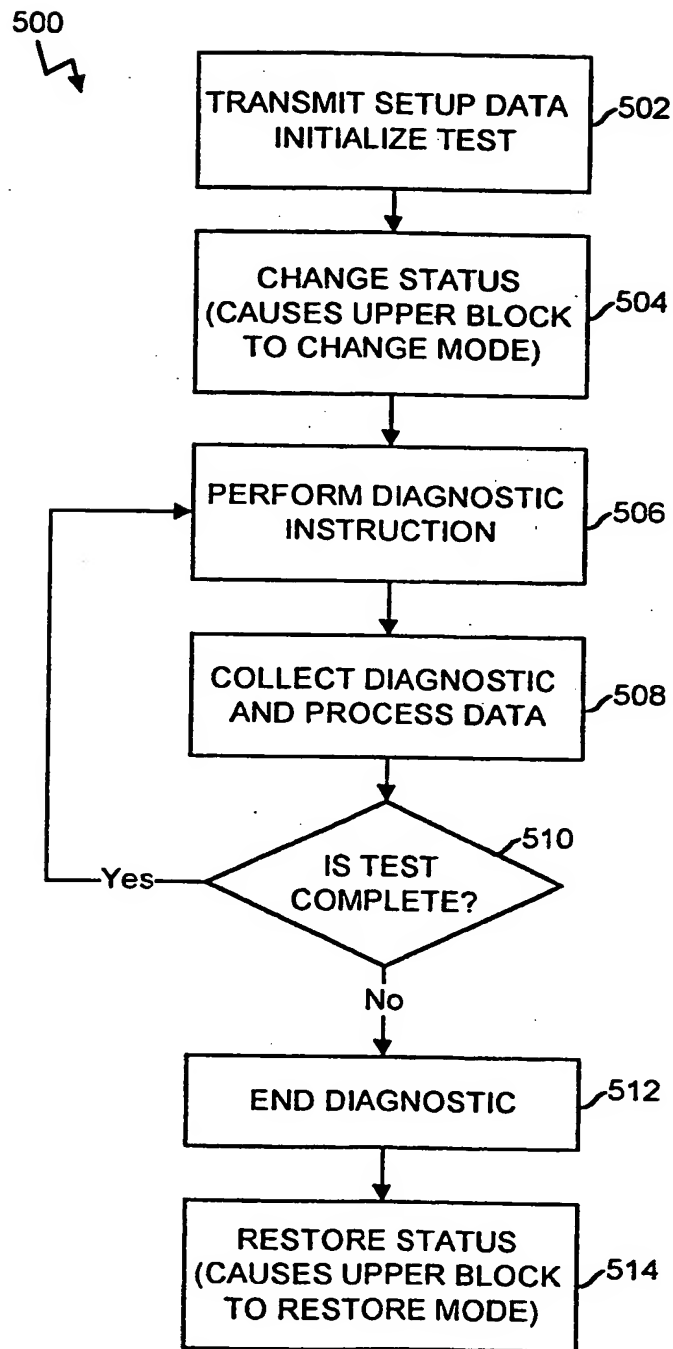 500
TRANSMIT SETUP DATA
INITIALIZE TEST
502
CHANGE STATUS
(CAUSES UPPER BLOCK
TO CHANGE MODE)
504
PERFORM DIAGNOSTIC
INSTRUCTION
506
COLLECT DIAGNOSTIC
AND PROCESS DATA
508
IS TEST
COMPLETE?
510
Yes
No
END DIAGNOSTIC
512
RESTORE STATUS
(CAUSES UPPER BLOCK
TO RESTORE MODE)
514